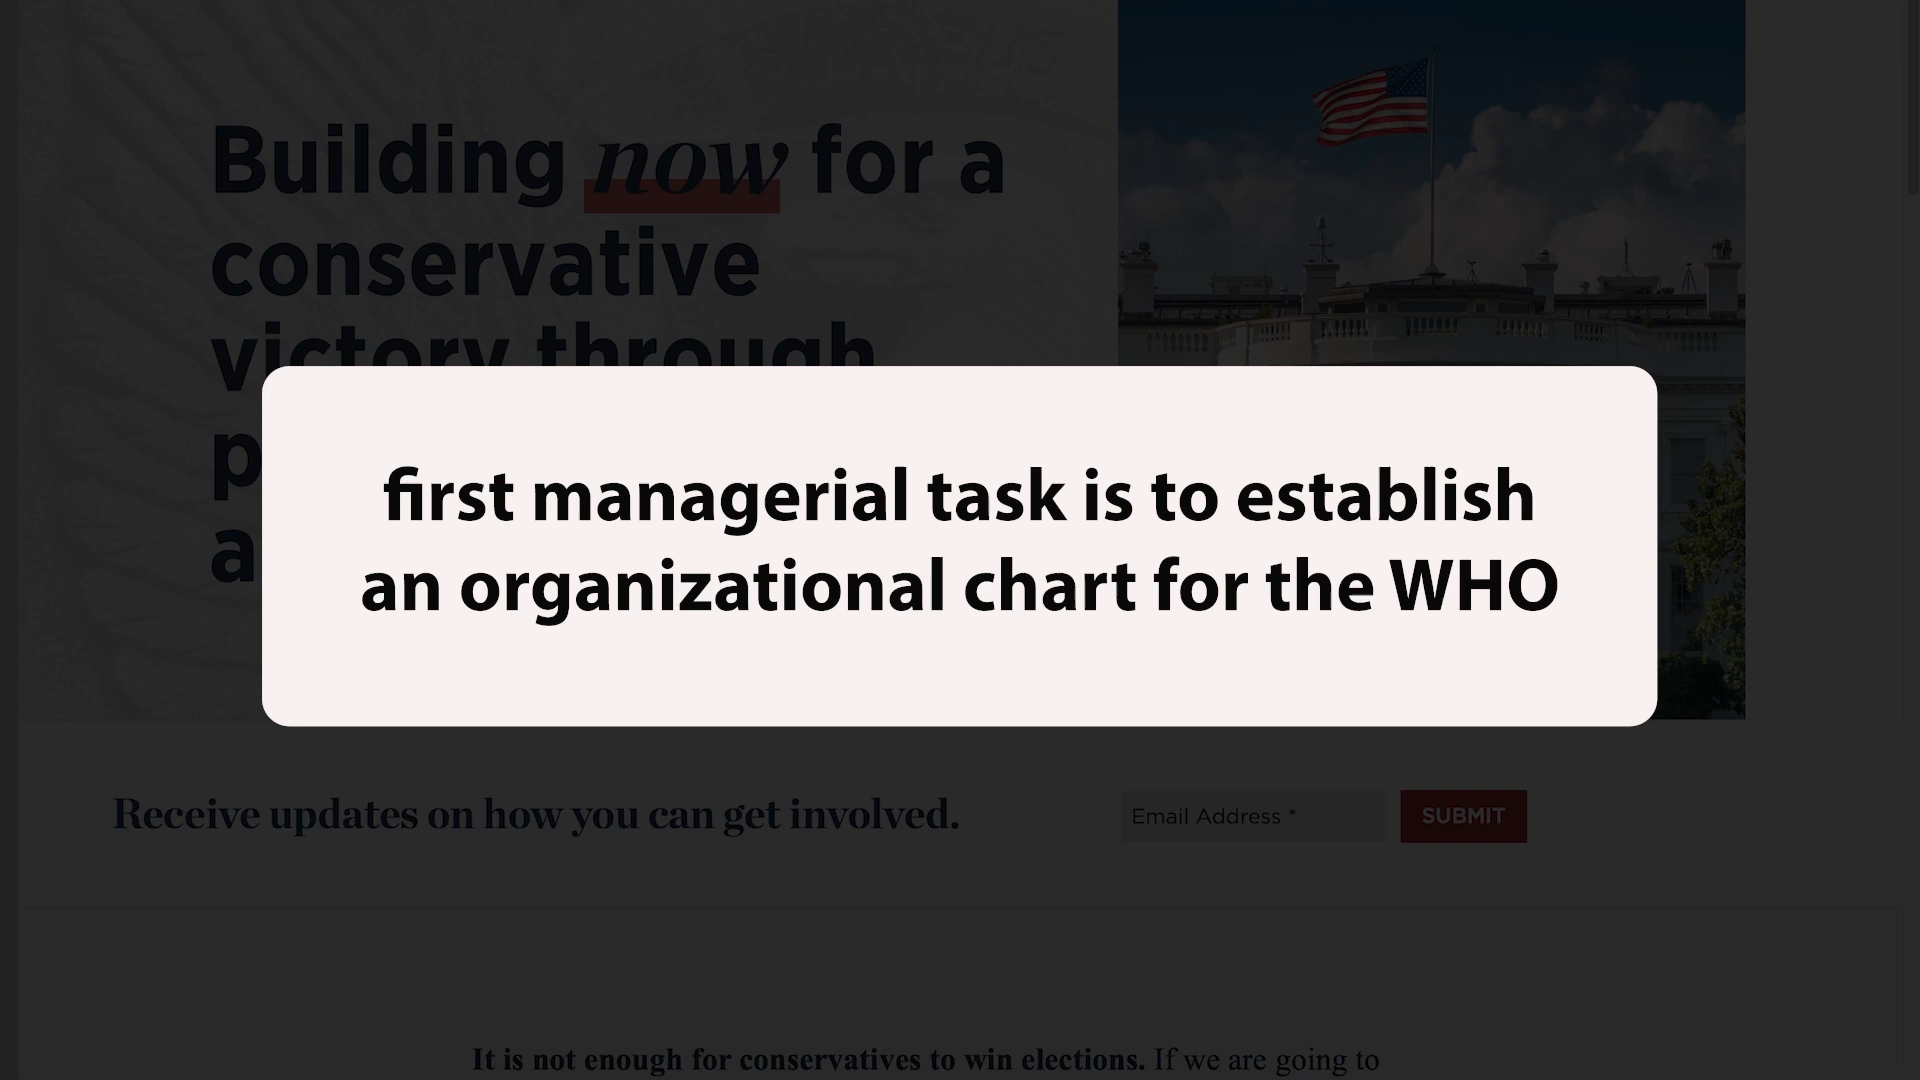 Building now for a
conservative
victory through
p
a
first managerial task is to establish
an organizational chart for the WHO
Receive updates on how you can get involved.
Email Address *
SUBMIT
It is not enough for conservatives to win elections. If we are going to